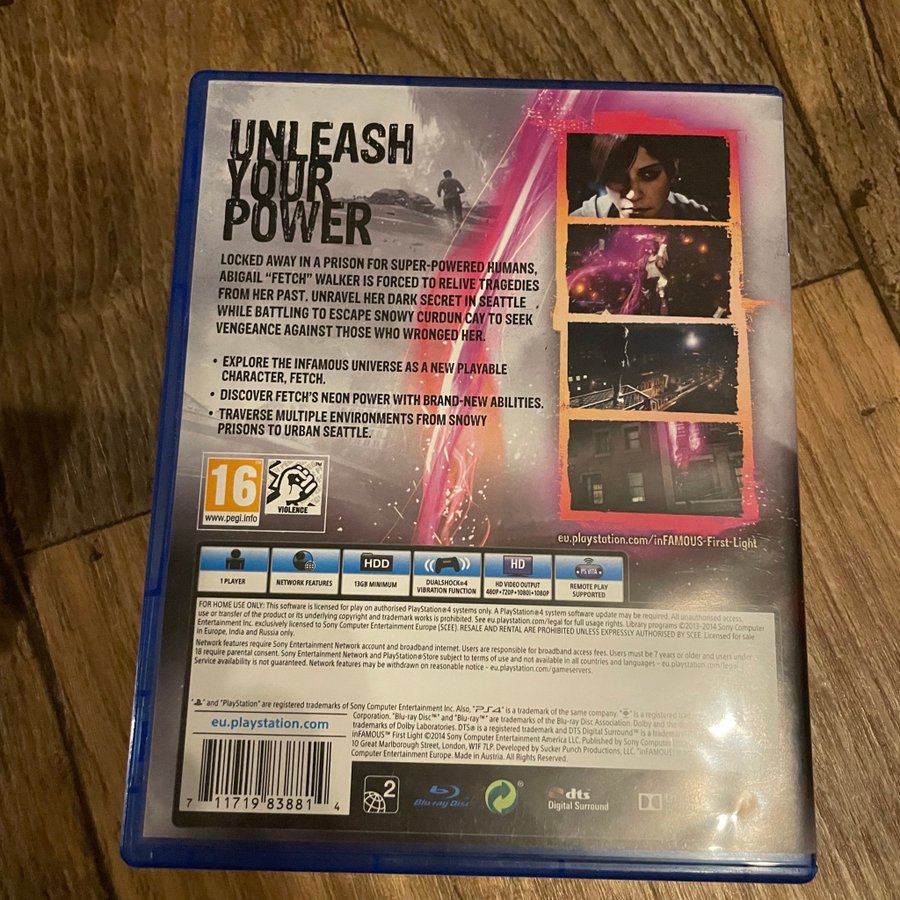 UNLEASH
YOUR
POWER
LOCKED AWAY IN A PRISON FOR SUPER-POWERED HUMANS,
ABIGAIL "FETCH" WALKER IS FORCED TO RELIVE TRAGEDIES
FROM HER PAST. UNRAVEL HER DARK SECRET IN SEATTLE
WHILE BATTLING TO ESCAPE SNOWY CURDUN CAY TO SEEK
VENGEANCE AGAINST THOSE WHO WRONGED HER.
• EXPLORE THE INFAMOUS UNIVERSE AS A NEW PLAYABLE
CHARACTER, FETCH.
• DISCOVER FETCH'S NEON POWER WITH BRAND-NEW ABILITIES.
• TRAVERSE MULTIPLE ENVIRONMENTS FROM SNOWY
PRISONS TO URBAN SEATTLE.
16
www.pegi.info
VIOLENCE
eu.playstation.com/inFAMOUS-First-Light
1 PLAYER
NETWORK FEATURES
HDD
13GB MINIMUM
DUALSHOCK®4
VIBRATION FUNCTION
HD
HD VIDEO OUTPUT
480P•720P•1080i•1080P
PS VITA
REMOTE PLAY
SUPPORTED
FOR HOME USE ONLY: This software is licensed for play on authorised PlayStation®4 systems only. A PlayStation®4 system software update may be required. All unauthorised access,
use or transfer of the product or its underlying copyright and trademark works is prohibited. See eu.playstation.com/legal for full usage rights. Library programs ©2013-2014 Sony Computer
Entertainment Inc. exclusively licensed to Sony Computer Entertainment Europe (SCEE). RESALE AND RENTAL ARE PROHIBITED UNLESS EXPRESSLY AUTHORISED BY SCEE. Licensed for sale
in Europe, India and Russia only.
Network features require Sony Entertainment Network account and broadband internet. Users are responsible for broadband access fees. Users must be 7 years or older and users under
18 require parental consent. Sony Entertainment Network and PlayStation®Store subject to terms of use and not available in all countries and languages – eu.playstation.com/legal
Service availability is not guaranteed. Network features may be withdrawn on reasonable notice – eu.playstation.com/gameservers.
" " and "PlayStation" are registered trademarks of Sony Computer Entertainment Inc. Also, "PS4" is a trademark of the same company. " " is a registered
Corporation. "Blu-ray Disc™" and "Blu-ray™" are trademarks of the Blu-ray Disc Association. Dolby and the
trademarks of Dolby Laboratories. DTS® is a registered trademark and DTS Digital Surround™ is a
inFAMOUS™ First Light ©2014 Sony Computer Entertainment America LLC. Published by Sony Computer
10 Great Marlborough Street, London, W1F 7LP. Developed by Sucker Punch Productions, LLC. "inFAMOUS
Computer Entertainment Europe. Made in Austria. All Rights Reserved.
eu.playstation.com
7 11719 83881 4
2
Blu-ray Disc
dts
Digital Surround